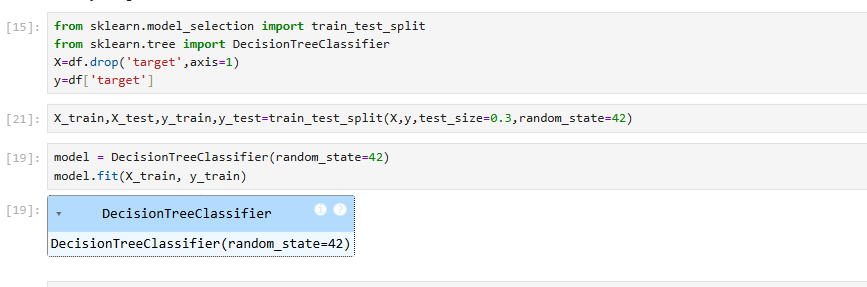 [15]: from sklearn.model_selection import train_test_split
from sklearn.tree import DecisionTreeClassifier
X=df.drop('target',axis=1)
y=df['target']
[21]: X_train,X_test,y_train,y_test=train_test_split(X,y,test_size=0.3,random_state=42)
[19]: model = DecisionTreeClassifier(random_state=42)
model.fit(X_train, y_train)
[19]: ▾ DecisionTreeClassifier i ?
DecisionTreeClassifier(random_state=42)